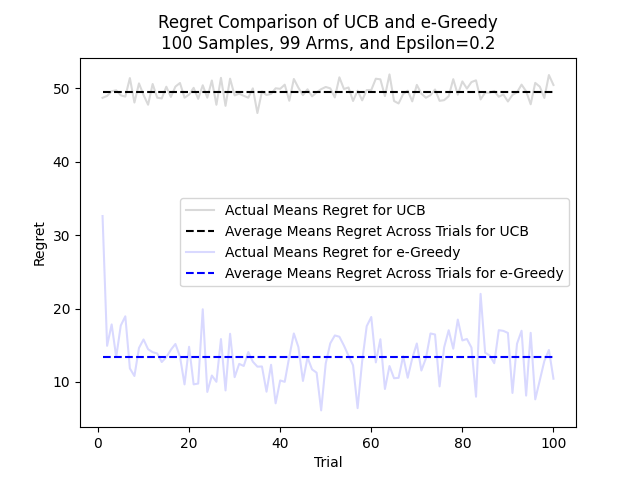 Regret Comparison of UCB and e-Greedy
100 Samples, 99 Arms, and Epsilon=0.2
50
40
30
20
10
Regret
Actual Means Regret for UCB
Average Means Regret Across Trials for UCB
Actual Means Regret for e-Greedy
Average Means Regret Across Trials for e-Greedy
0 20 40 60 80 100
Trial